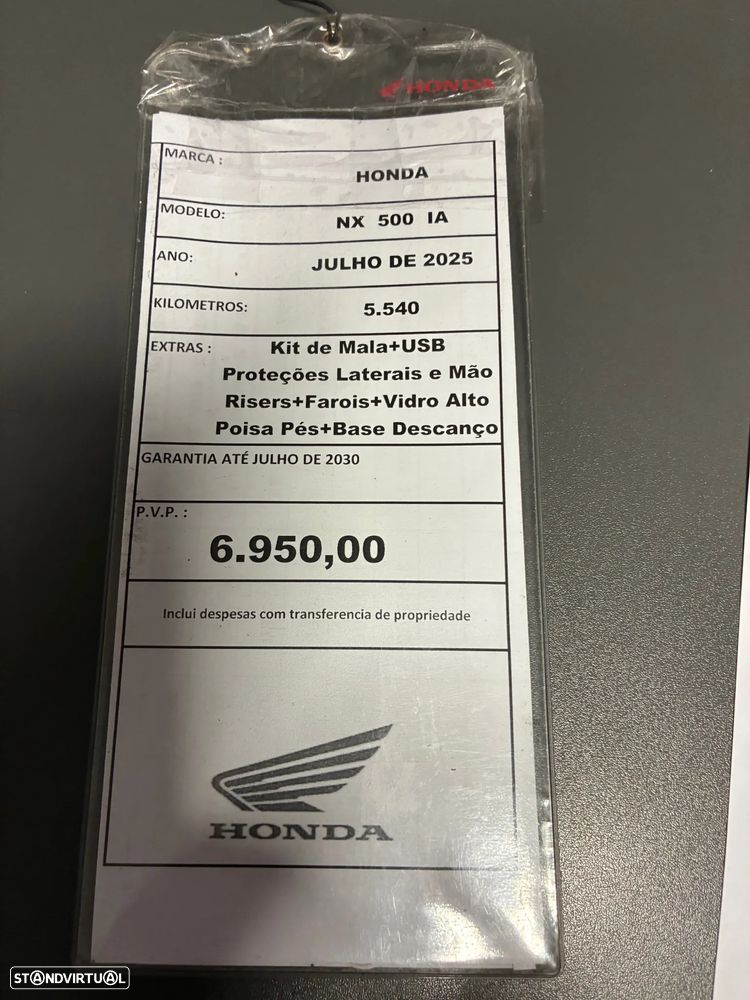 HONDA
MARCA :
HONDA
MODELO:
NX 500 IA
ANO:
JULHO DE 2025
KILOMETROS:
5.540
EXTRAS :
Kit de Mala+USB
Proteções Laterais e Mão
Risers+Farois+Vidro Alto
Poisa Pés+Base Descanço
GARANTIA ATÉ JULHO DE 2030
P.V.P. :
6.950,00
Inclui despesas com transferencia de propriedade
HONDA
STANDVIRTUAL